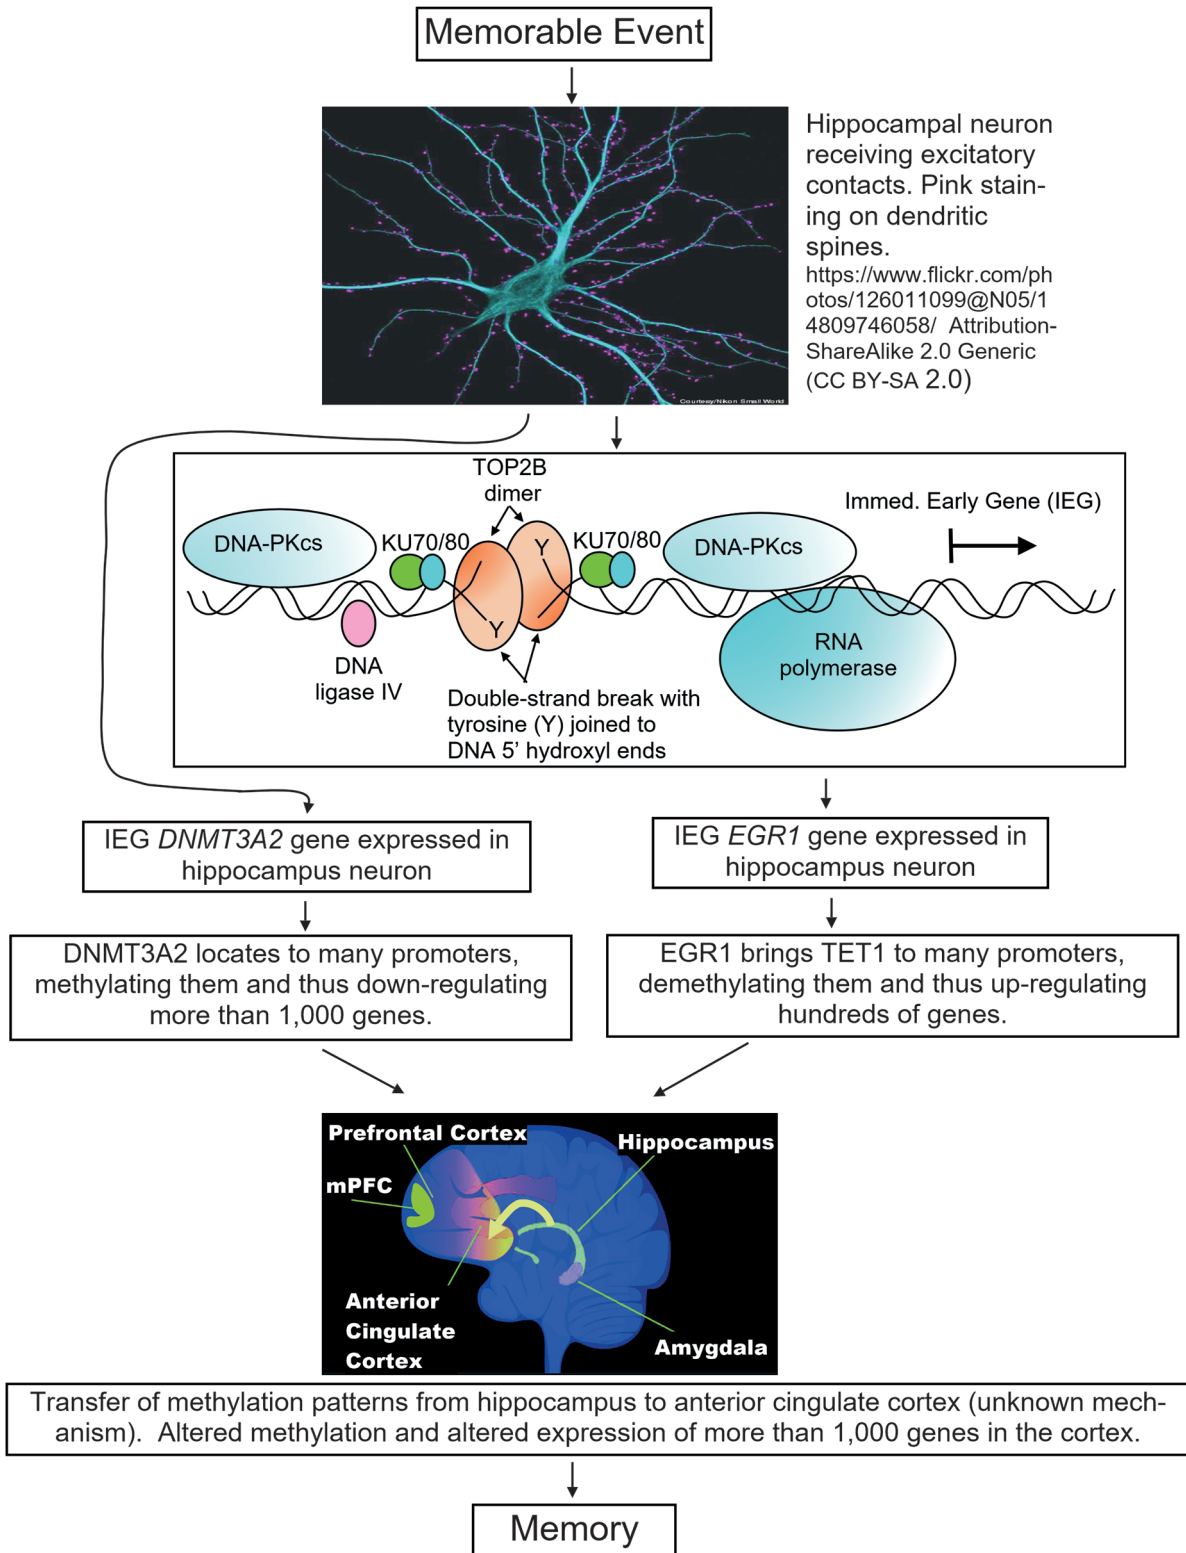 Memorable Event
Hippocampal neuron
receiving excitatory
contacts. Pink stain-
ing on dendritic
spines.
https://www.flickr.com/ph
otos/126011099@N05/1
4809746058/ Attribution-
ShareAlike 2.0 Generic
(CC BY-SA 2.0)
Courtesy/Nikon Small World
TOP2B
dimer
Immed. Early Gene (IEG)
DNA-PKcs
KU70/80
Y
KU70/80
DNA-PKcs
Y
DNA
ligase IV
RNA
polymerase
Double-strand break with
tyrosine (Y) joined to
DNA 5’ hydroxyl ends
IEG DNMT3A2 gene expressed in
hippocampus neuron
IEG EGR1 gene expressed in
hippocampus neuron
DNMT3A2 locates to many promoters,
methylating them and thus down-regulating
more than 1,000 genes.
EGR1 brings TET1 to many promoters,
demethylating them and thus up-regulating
hundreds of genes.
Prefrontal Cortex
Hippocampus
mPFC
Anterior
Cingulate
Cortex
Amygdala
Transfer of methylation patterns from hippocampus to anterior cingulate cortex (unknown mech-
anism).  Altered methylation and altered expression of more than 1,000 genes in the cortex.
Memory